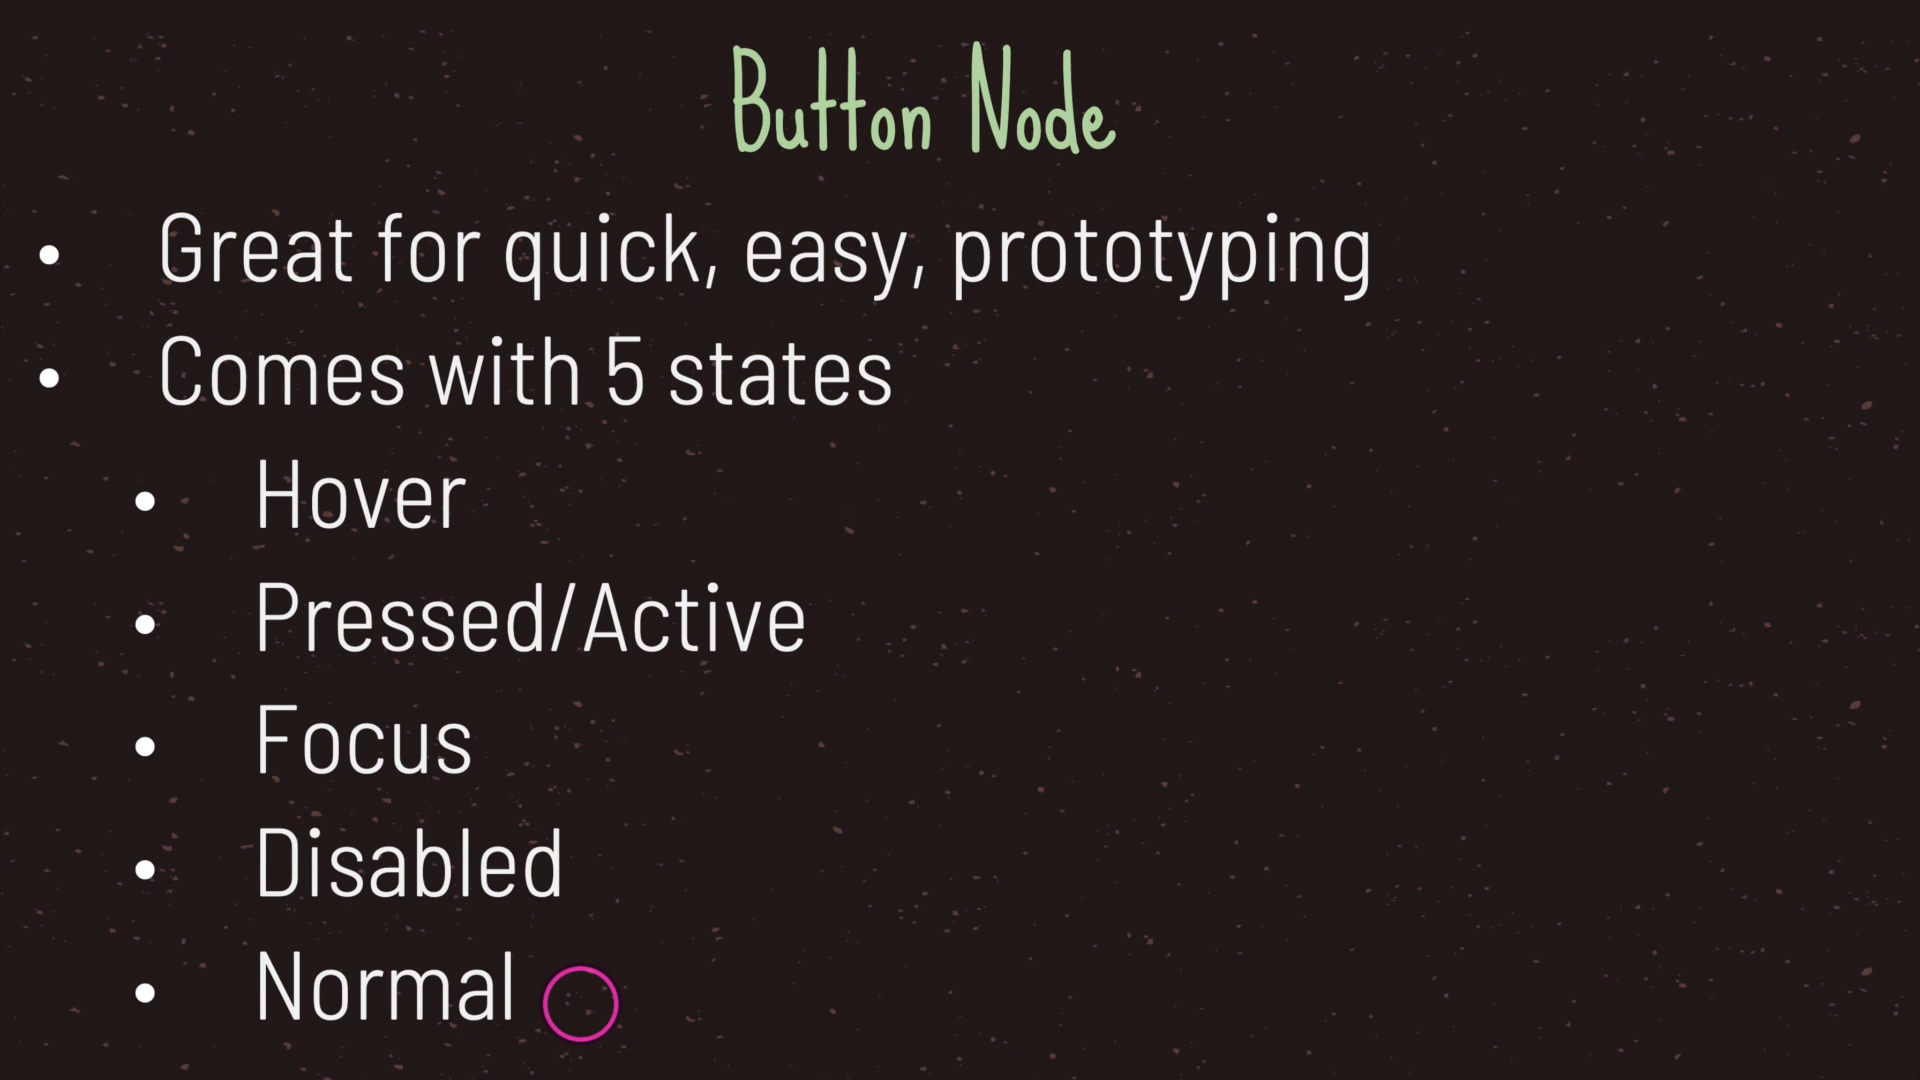 Button Node
• Great for quick, easy, prototyping
• Comes with 5 states
• Hover
• Pressed/Active
• Focus
• Disabled
• Normal